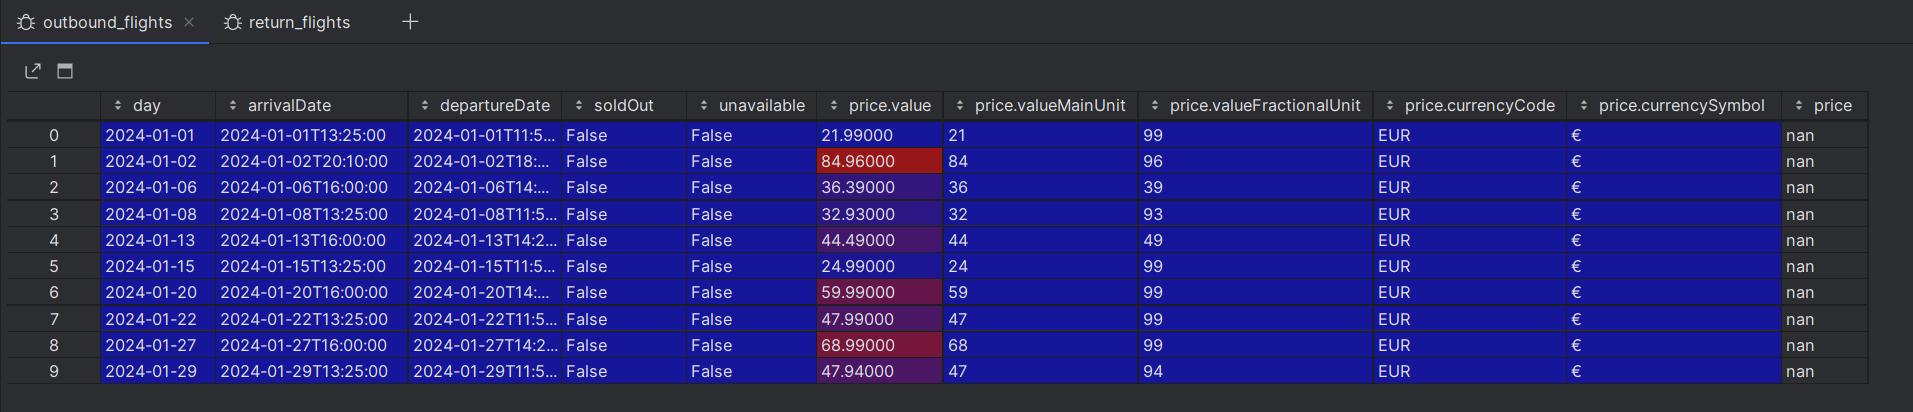 outbound_flights return_flights
day arrivalDate departureDate soldOut unavailable price.value price.valueMainUnit price.valueFractionalUnit price.currencyCode price.currencySymbol price
0 2024-01-01 2024-01-01T13:25:00 2024-01-01T11:5... False False 21.99000 21 99 EUR € nan
1 2024-01-02 2024-01-02T20:10:00 2024-01-02T18:... False False 84.96000 84 96 EUR € nan
2 2024-01-06 2024-01-06T16:00:00 2024-01-06T14:... False False 36.39000 36 39 EUR € nan
3 2024-01-08 2024-01-08T13:25:00 2024-01-08T11:5... False False 32.93000 32 93 EUR € nan
4 2024-01-13 2024-01-13T16:00:00 2024-01-13T14:2... False False 44.49000 44 49 EUR € nan
5 2024-01-15 2024-01-15T13:25:00 2024-01-15T11:5... False False 24.99000 24 99 EUR € nan
6 2024-01-20 2024-01-20T16:00:00 2024-01-20T14:... False False 59.99000 59 99 EUR € nan
7 2024-01-22 2024-01-22T13:25:00 2024-01-22T11:5... False False 47.99000 47 99 EUR € nan
8 2024-01-27 2024-01-27T16:00:00 2024-01-27T14:2... False False 68.99000 68 99 EUR € nan
9 2024-01-29 2024-01-29T13:25:00 2024-01-29T11:5... False False 47.94000 47 94 EUR € nan